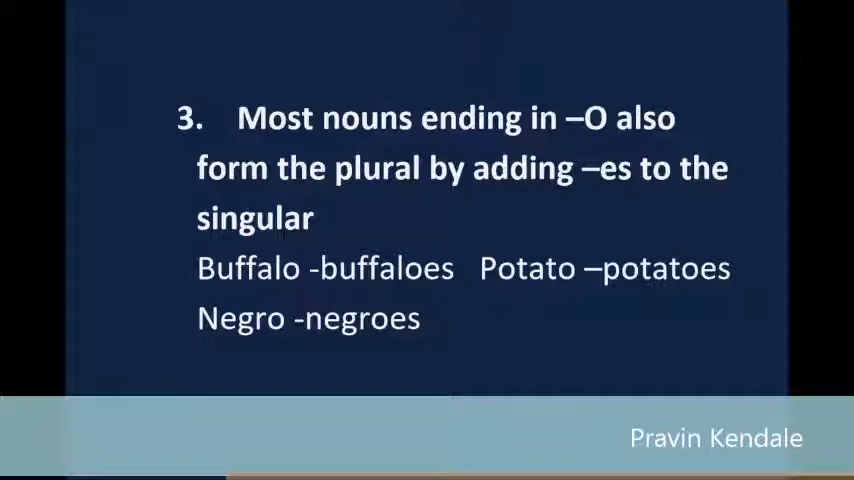 3. Most nouns ending in –O also
form the plural by adding –es to the
singular
Buffalo -buffaloes Potato –potatoes
Negro -negroes
Pravin Kendale